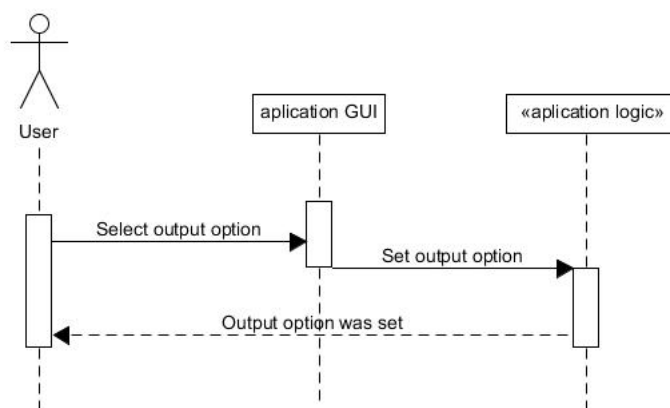 User
aplication GUI
«aplication logic»
Select output option
Set output option
Output option was set